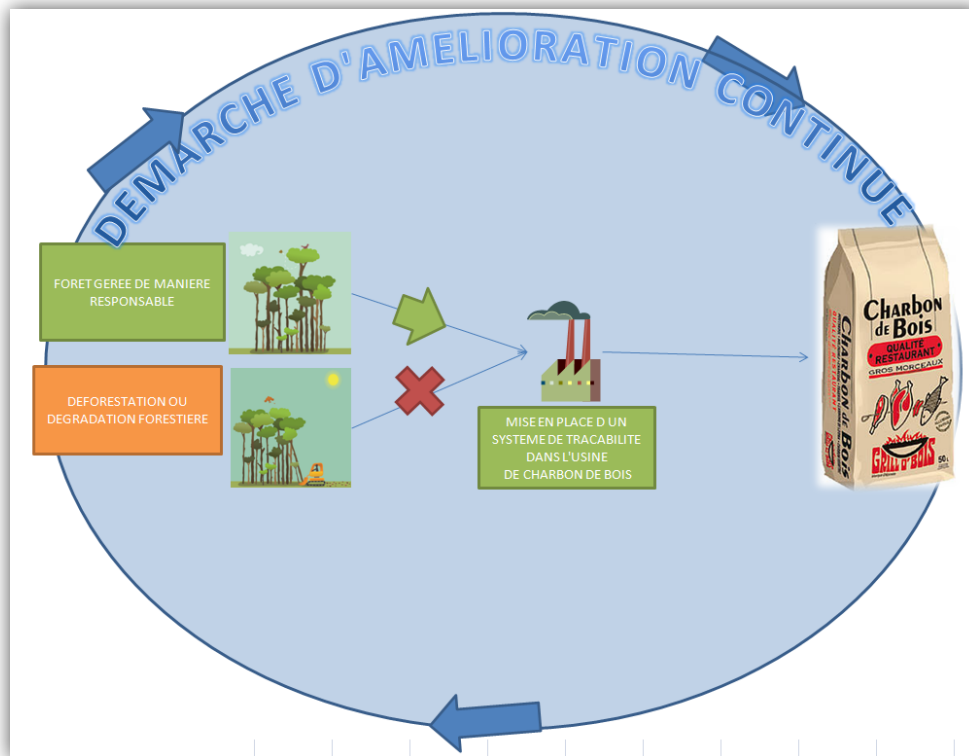 DEMARCHE D'AMELIORATION CONTINUE
FORET GEREE DE MANIERE
RESPONSABLE
DEFORESTATION OU
DEGRADATION FORESTIERE
MISE EN PLACE D UN
SYSTEME DE TRACABILITE
DANS L'USINE
DE CHARBON DE BOIS
CHARBON
DE BOIS
QUALITÉ
RESTAURANT
GROS MORCEAUX
GRILL O' BOIS
50L
CHARBON DE BOIS
QUALITÉ RESTAURANT